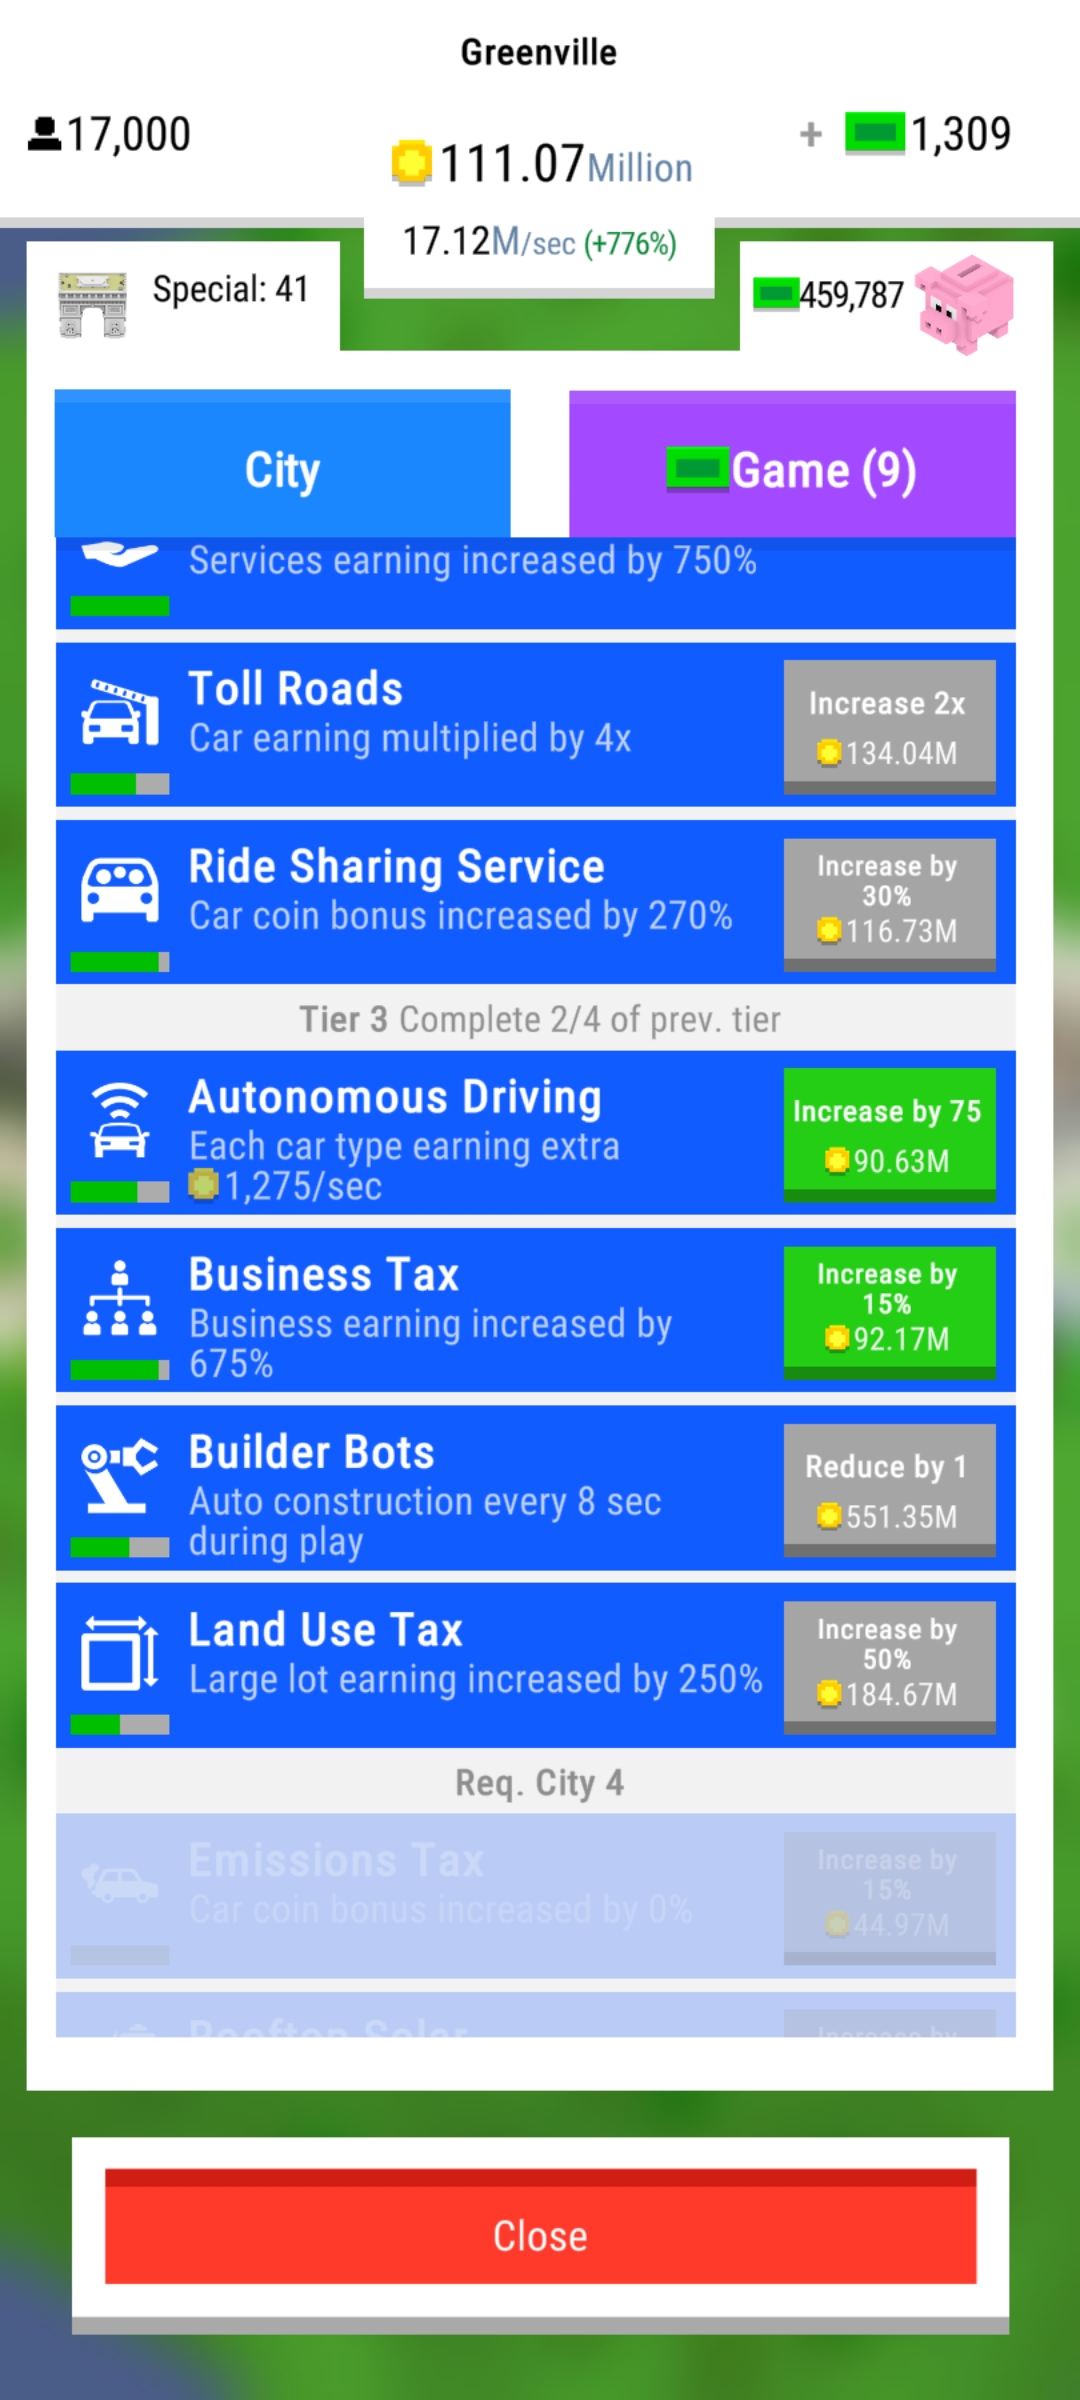 Greenville
17,000
111.07Million
+ 1,309
17.12M/sec (+776%)
Special: 41
459,787
City
Game (9)
Services earning increased by 750%
Toll Roads
Car earning multiplied by 4x
Increase 2x
134.04M
Ride Sharing Service
Car coin bonus increased by 270%
Increase by
30%
116.73M
Tier 3 Complete 2/4 of prev. tier
Autonomous Driving
Each car type earning extra
1,275/sec
Increase by 75
90.63M
Business Tax
Business earning increased by
675%
Increase by
15%
92.17M
Builder Bots
Auto construction every 8 sec
during play
Reduce by 1
551.35M
Land Use Tax
Large lot earning increased by 250%
Increase by
50%
184.67M
Req. City 4
Emissions Tax
Car coin bonus increased by 0%
Increase by
15%
44.97M
Rooftop Solar
Increase by
Close